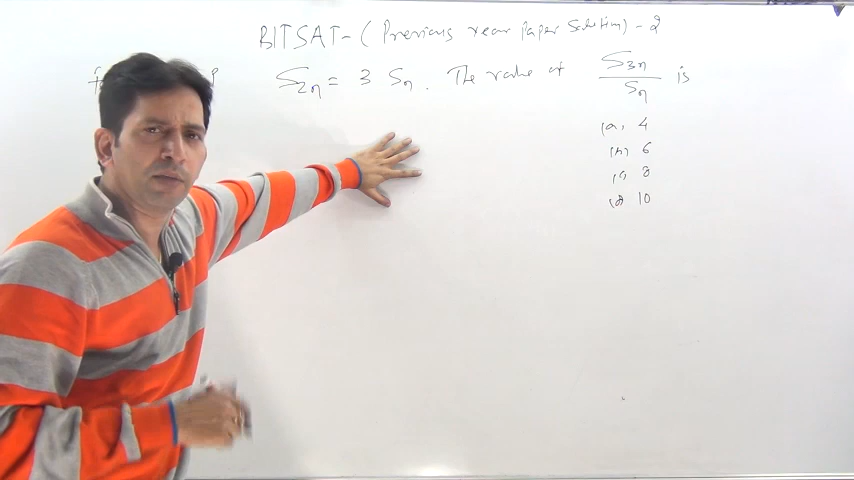 BITSAT-(Previous year Paper Solution) - 2
f P S2n = 3 Sn. The value of S3n/Sn is
(a) 4
(b) 6
(c) 8
(d) 10